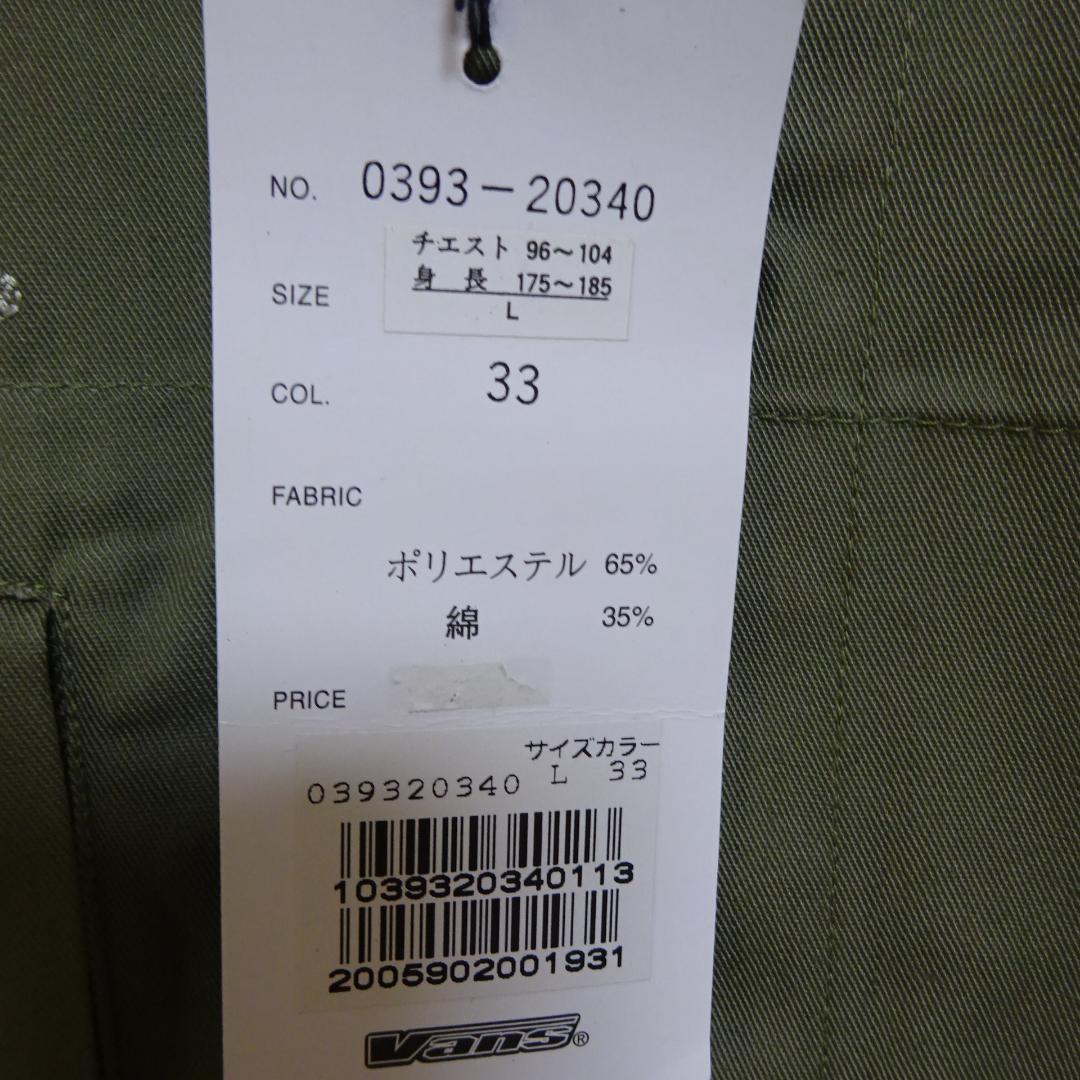 NO. 0393-20340
チエスト 96～104
身長 175～185
SIZE
L
COL. 33
FABRIC
ポリエステル 65%
綿 35%
PRICE
サイズカラー
039320340 L 33
1039320340113
2005902001931
VANS®